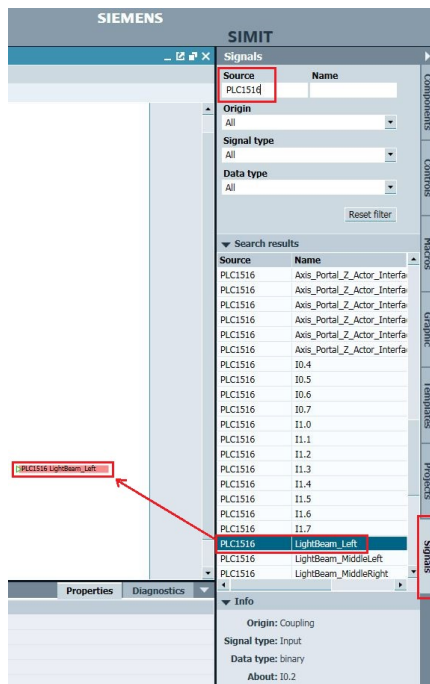 SIEMENS
SIMIT
Signals
Source Name
PLC1516
Origin
All
Signal type
All
Data type
All
Reset filter
Search results
Source Name
PLC1516 Axis_Portal_Z_Actor_Interfa
PLC1516 Axis_Portal_Z_Actor_Interfa
PLC1516 Axis_Portal_Z_Actor_Interfa
PLC1516 Axis_Portal_Z_Actor_Interfa
PLC1516 Axis_Portal_Z_Actor_Interfa
PLC1516 I0.4
PLC1516 I0.5
PLC1516 I0.6
PLC1516 I0.7
PLC1516 I1.0
PLC1516 I1.1
PLC1516 I1.2
PLC1516 I1.3
PLC1516 I1.4
PLC1516 I1.5
PLC1516 I1.6
PLC1516 I1.7
PLC1516 LightBeam_Left
PLC1516 LightBeam_MiddleLeft
PLC1516 LightBeam_MiddleRight
PLC1516 LightBeam_Left
Properties Diagnostics
Info
Origin: Coupling
Signal type: Input
Data type: binary
About: I0.2
Components
Controls
Macros
Graphic
Templates
Projects
Signals